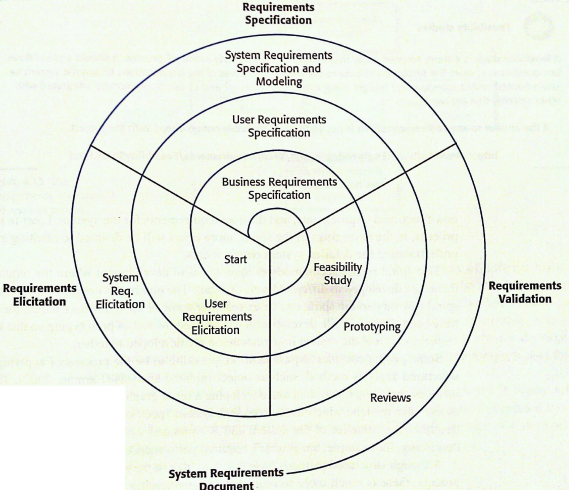 Requirements
Specification
System Requirements
Specification and
Modeling
User Requirements
Specification
Business Requirements
Specification
Start
Feasibility
Study
System
Req.
Elicitation
User
Requirements
Elicitation
Prototyping
Requirements
Elicitation
Requirements
Validation
Reviews
System Requirements
Document